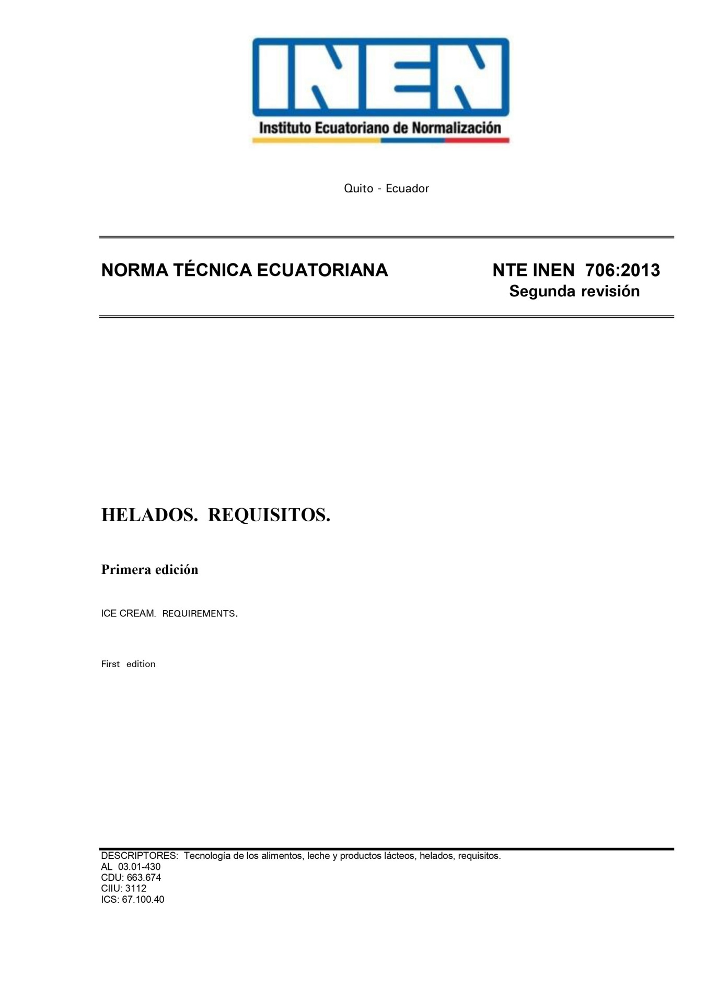 INEN
Instituto Ecuatoriano de Normalización
Quito - Ecuador
NORMA TÉCNICA ECUATORIANA NTE INEN 706:2013
Segunda revisión
HELADOS. REQUISITOS.
Primera edición
ICE CREAM. REQUIREMENTS.
First edition
DESCRIPTORES: Tecnología de los alimentos, leche y productos lácteos, helados, requisitos.
AL 03.01-430
CDU: 663.674
CIIU: 3112
ICS: 67.100.40